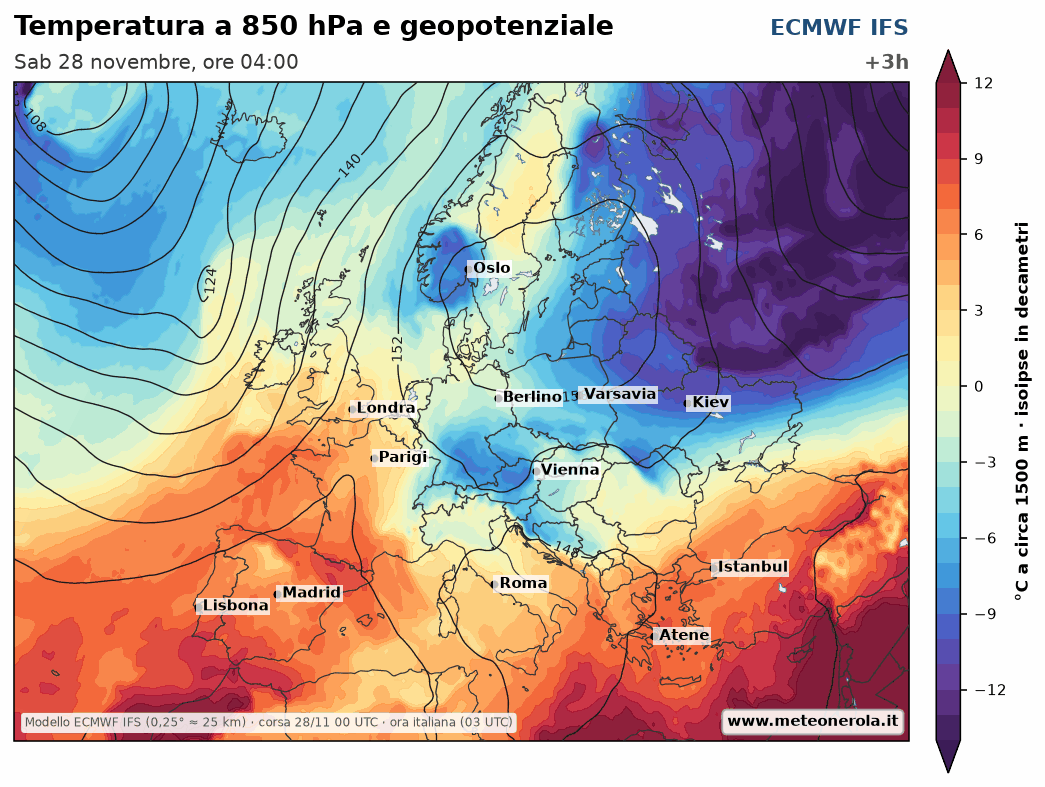 Temperatura a 850 hPa e geopotenziale
ECMWF IFS
Sab 28 novembre, ore 04:00
+3h
108
140
124
152
148
Oslo
Berlino
15
Varsavia
Kiev
Londra
Parigi
Vienna
Istanbul
Roma
Madrid
Lisbona
Atene
Modello ECMWF IFS (0,25° ≈ 25 km) · corsa 28/11 00 UTC · ora italiana (03 UTC)
www.meteonerola.it
12
9
6
3
0
−3
−6
−9
−12
°C a circa 1500 m · isoipse in decametri